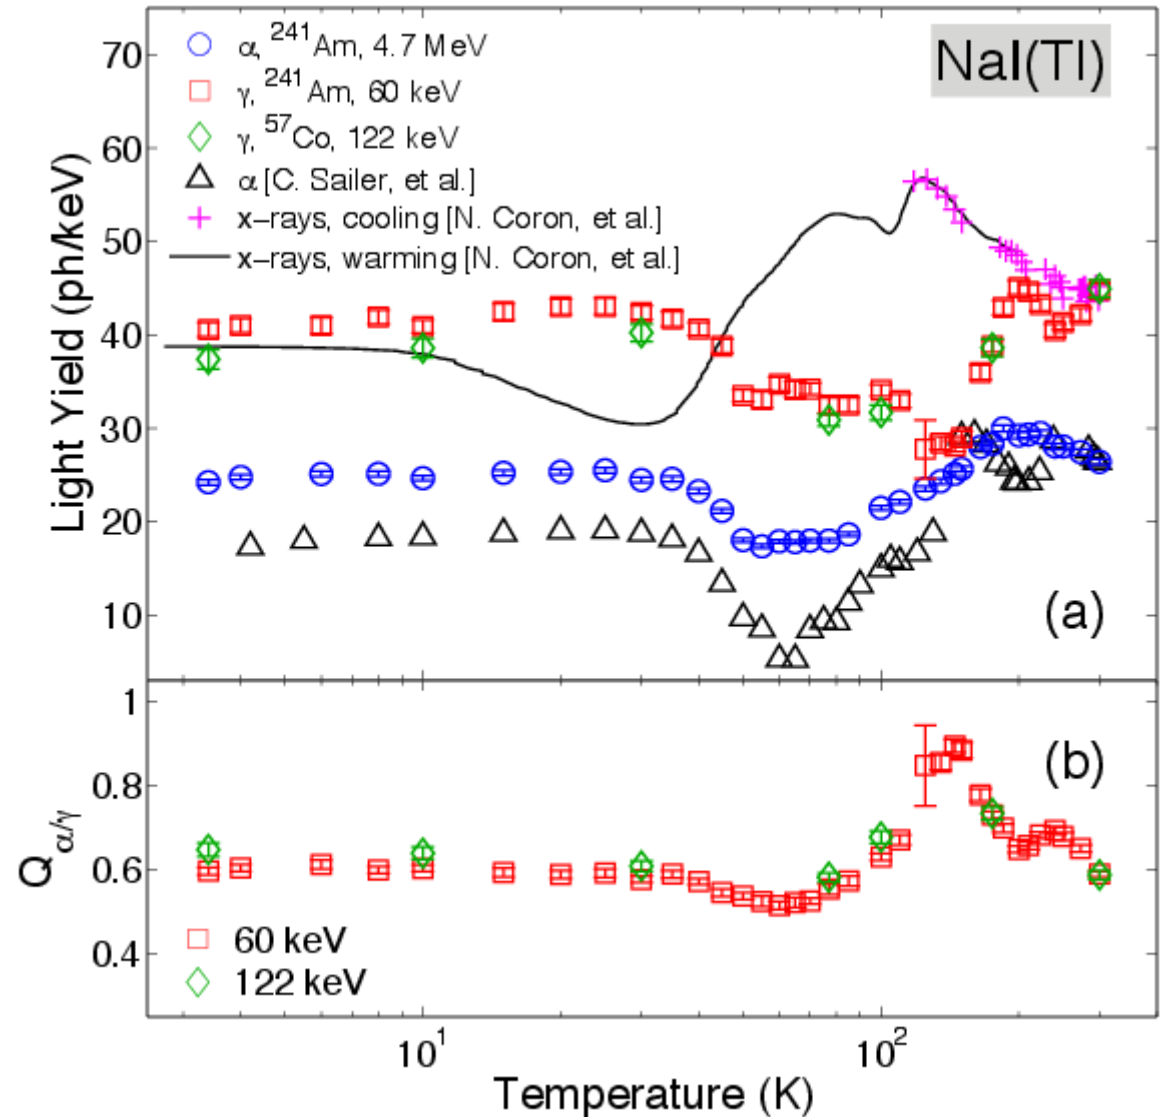 NaI(Tl)
α, ²⁴¹Am, 4.7 MeV
γ, ²⁴¹Am, 60 keV
γ, ⁵⁷Co, 122 keV
α [C. Sailer, et al.]
x−rays, cooling [N. Coron, et al.]
x−rays, warming [N. Coron, et al.]
Light Yield (ph/keV)
70
60
50
40
30
20
10
(a)
Q α/γ
1
0.8
0.6
0.4
(b)
60 keV
122 keV
10¹
10²
Temperature (K)